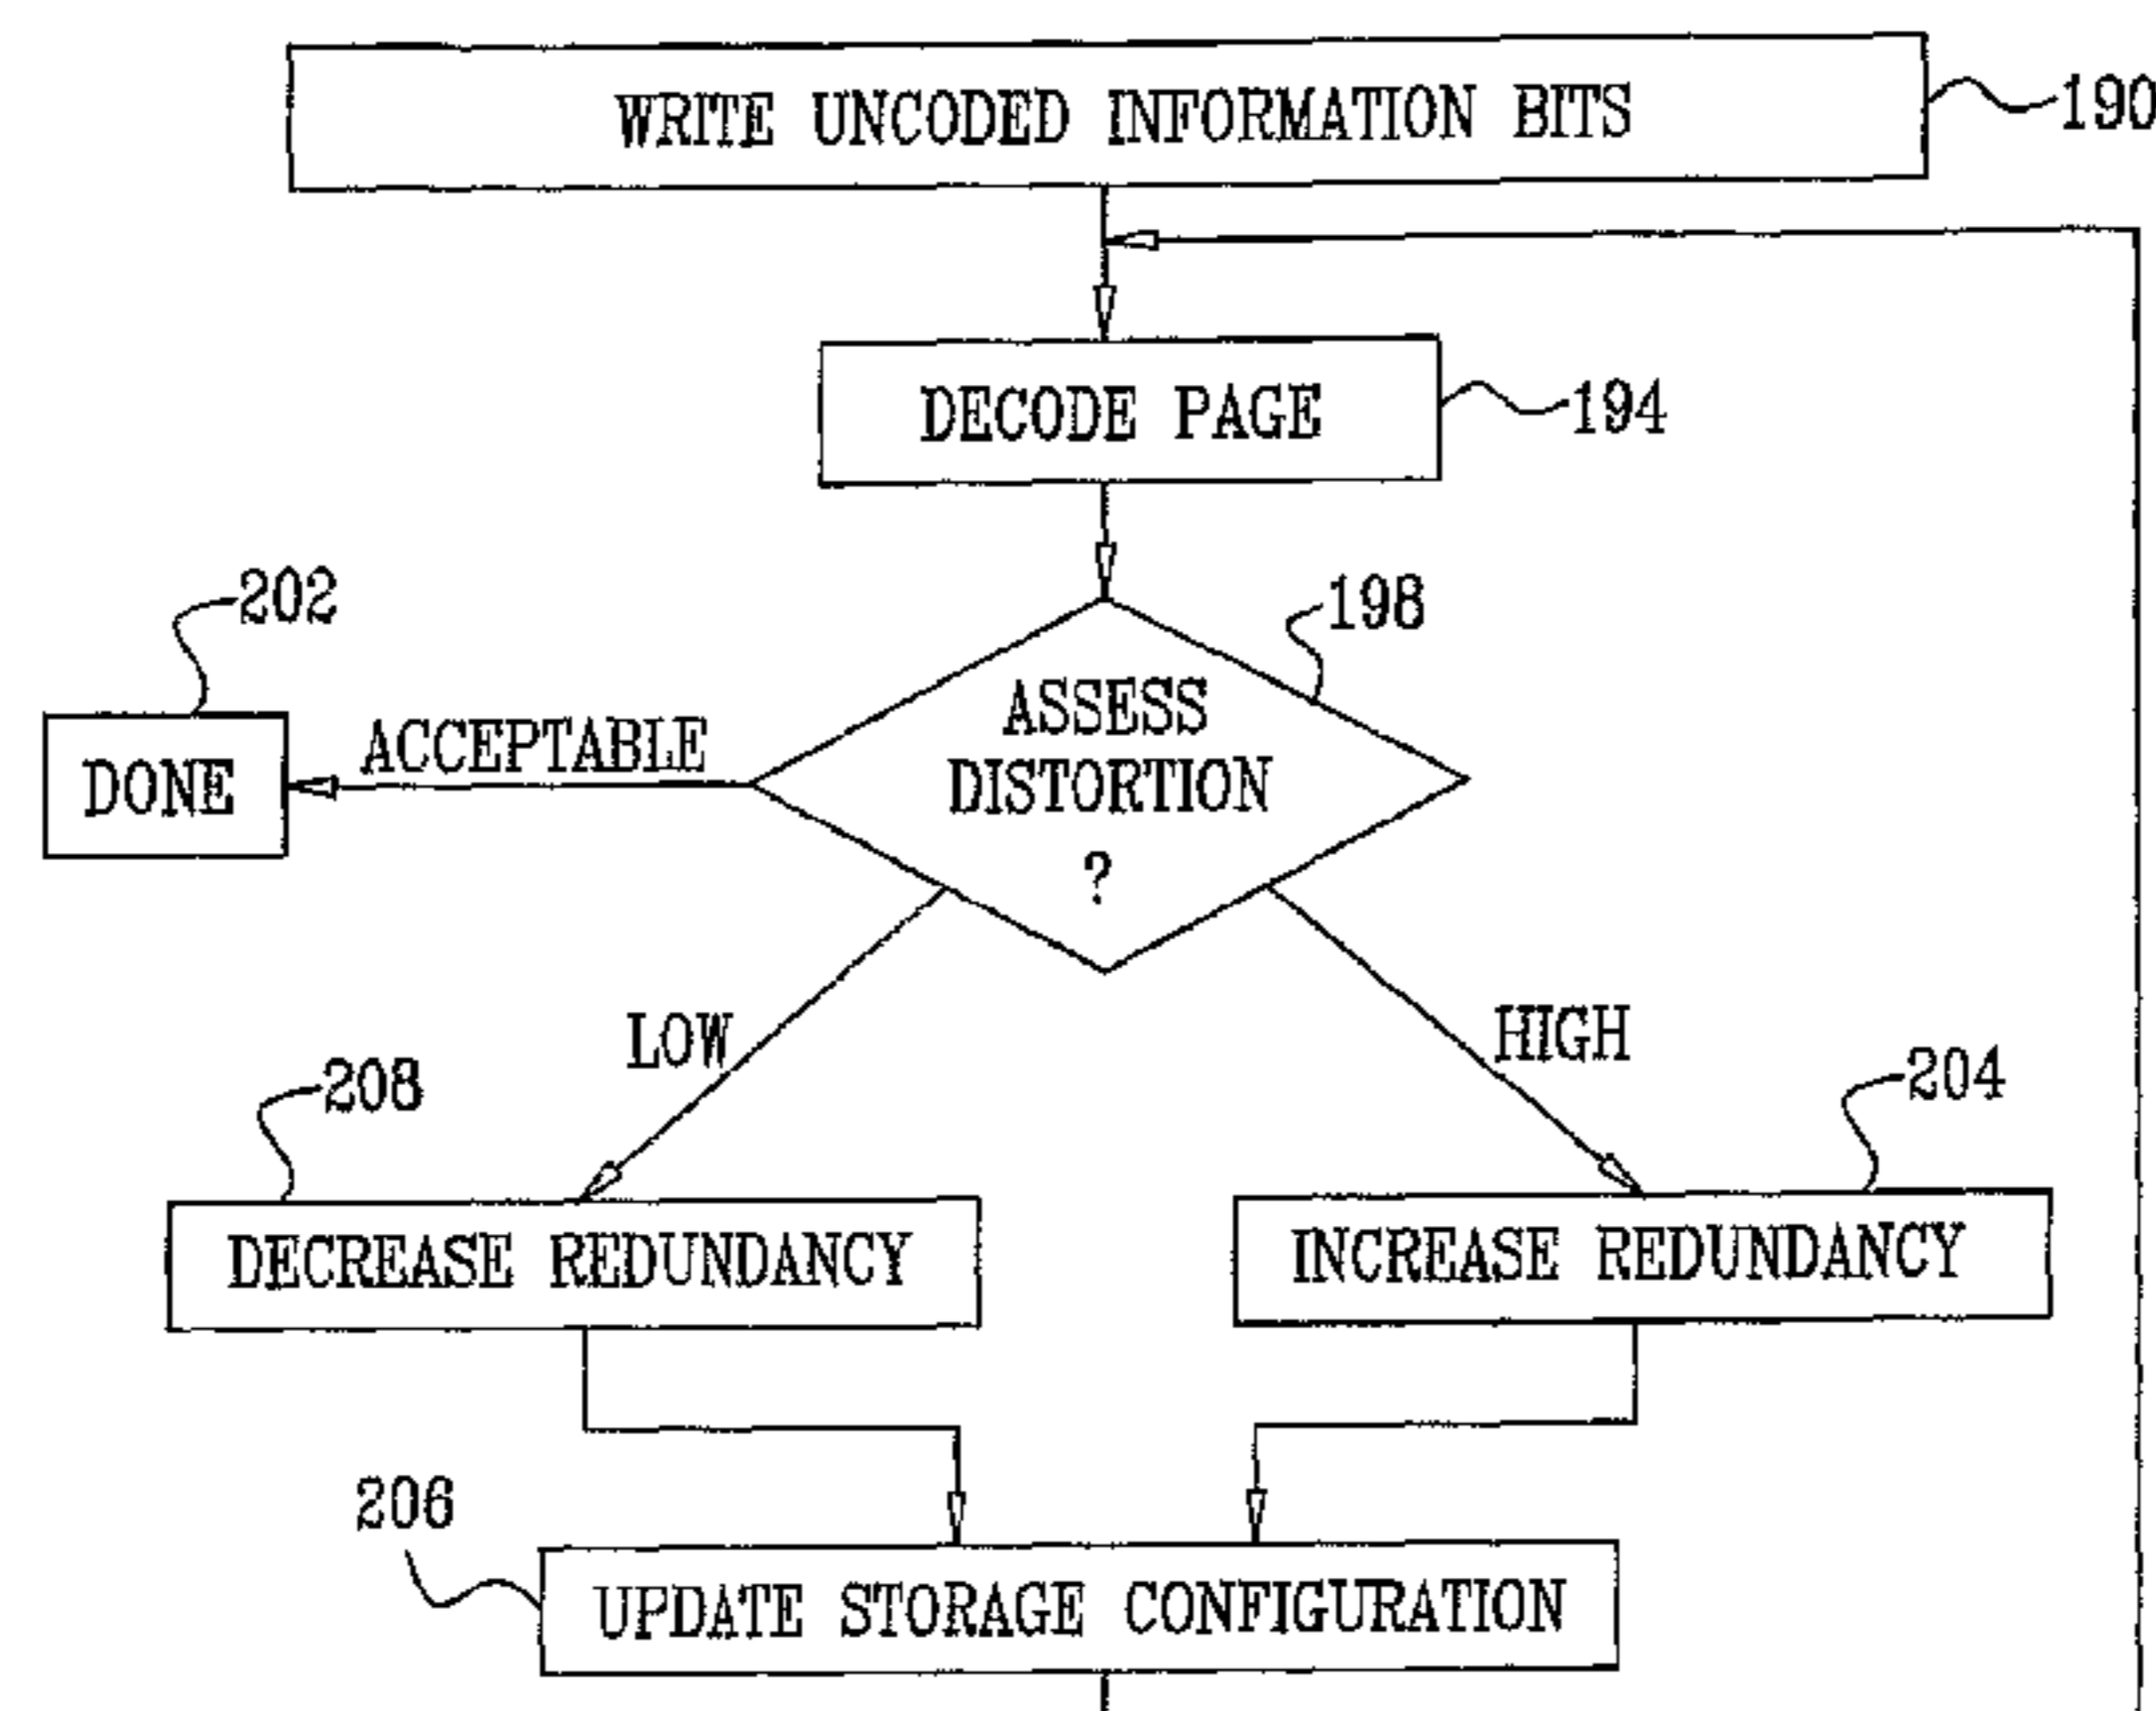 WRITE UNCODED INFORMATION BITS
190
DECODE PAGE
194
202
198
ASSESS
DISTORTION
?
ACCEPTABLE
DONE
LOW
HIGH
208
204
DECREASE REDUNDANCY
INCREASE REDUNDANCY
206
UPDATE STORAGE CONFIGURATION